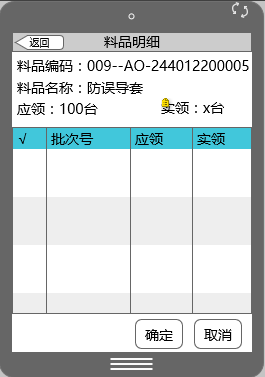 返回 料品明细
料品编码：009--AO-244012200005
料品名称：防误导套
应领：100台 实领：x台
√ 批次号 应领 实领
确定 取消